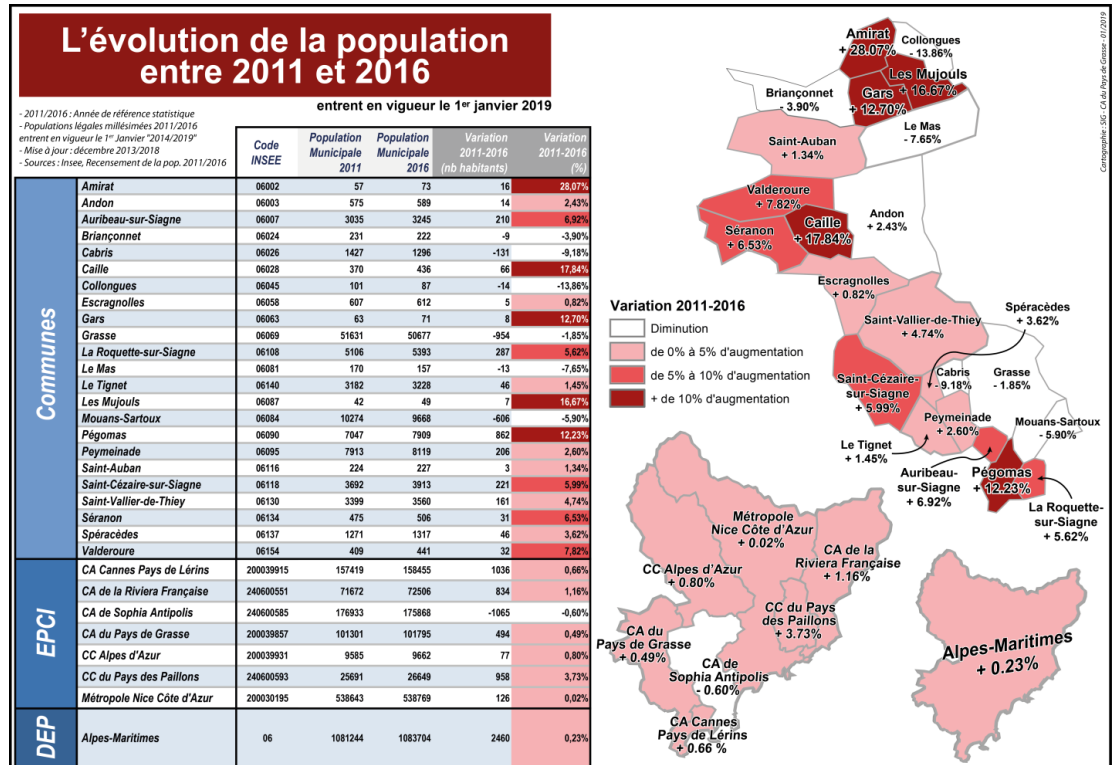 L'évolution de la population
entre 2011 et 2016
entrent en vigueur le 1er janvier 2019
- 2011/2016 : Année de référence statistique
- Populations légales millésimées 2011/2016
entrent en vigueur le 1er Janvier "2014/2019"
- Mise à jour : décembre 2013/2018
- Sources : Insee, Recensement de la pop. 2011/2016
Code INSEE Population Municipale 2011 Population Municipale 2016 Variation 2011-2016 (nb habitants) Variation 2011-2016 (%)
Communes
Amirat 06002 57 73 16 28,07%
Andon 06003 575 589 14 2,43%
Auribeau-sur-Siagne 06007 3035 3245 210 6,92%
Briançonnet 06024 231 222 -9 -3,90%
Cabris 06026 1427 1296 -131 -9,18%
Caille 06028 370 436 66 17,84%
Collongues 06045 101 87 -14 -13,86%
Escragnolles 06058 607 612 5 0,82%
Gars 06063 63 71 8 12,70%
Grasse 06069 51631 50677 -954 -1,85%
La Roquette-sur-Siagne 06108 5106 5393 287 5,62%
Le Mas 06081 170 157 -13 -7,65%
Le Tignet 06140 3182 3228 46 1,45%
Les Mujouls 06087 42 49 7 16,67%
Mouans-Sartoux 06084 10274 9668 -606 -5,90%
Pégomas 06090 7047 7909 862 12,23%
Peymeinade 06095 7913 8119 206 2,60%
Saint-Auban 06116 224 227 3 1,34%
Saint-Cézaire-sur-Siagne 06118 3692 3913 221 5,99%
Saint-Vallier-de-Thiey 06130 3399 3560 161 4,74%
Séranon 06134 475 506 31 6,53%
Spéracèdes 06137 1271 1317 46 3,62%
Valderoure 06154 409 441 32 7,82%
EPCI
CA Cannes Pays de Lérins 200039915 157419 158455 1036 0,66%
CA de la Riviera Française 240600551 71672 72506 834 1,16%
CA de Sophia Antipolis 240600585 176933 175868 -1065 -0,60%
CA du Pays de Grasse 200039857 101301 101795 494 0,49%
CC Alpes d'Azur 200039931 9585 9662 77 0,80%
CC du Pays des Paillons 240600593 25691 26649 958 3,73%
Métropole Nice Côte d'Azur 200030195 538643 538769 126 0,02%
DEP
Alpes-Maritimes 06 1081244 1083704 2460 0,23%
Amirat
+ 28.07%
Collongues
- 13.86%
Les Mujouls
+ 16.67%
Briançonnet
- 3.90%
Gars
+ 12.70%
Le Mas
- 7.65%
Saint-Auban
+ 1.34%
Valderoure
+ 7.82%
Andon
+ 2.43%
Séranon
+ 6.53%
Caille
+ 17.84%
Escragnolles
+ 0.82%
Spéracèdes
+ 3.62%
Saint-Vallier-de-Thiey
+ 4.74%
Cabris
- 9.18%
Grasse
- 1.85%
Saint-Cézaire-
sur-Siagne
+ 5.99%
Peymeinade
+ 2.60%
Mouans-Sartoux
- 5.90%
Le Tignet
+ 1.45%
Auribeau-
sur-Siagne
+ 6.92%
Pégomas
+ 12.23%
La Roquette-
sur-Siagne
+ 5.62%
Variation 2011-2016
Diminution
de 0% à 5% d'augmentation
de 5% à 10% d'augmentation
+ de 10% d'augmentation
Métropole
Nice Côte d'Azur
+ 0.02%
CA de la
Riviera Française
+ 1.16%
CC Alpes d'Azur
+ 0.80%
CC du Pays
des Paillons
+ 3.73%
CA du
Pays de Grasse
+ 0.49%
CA de
Sophia Antipolis
- 0.60%
CA Cannes
Pays de Lérins
+ 0.66 %
Alpes-Maritimes
+ 0.23%
Cartographie : SIG - CA du Pays de Grasse - 01/2019